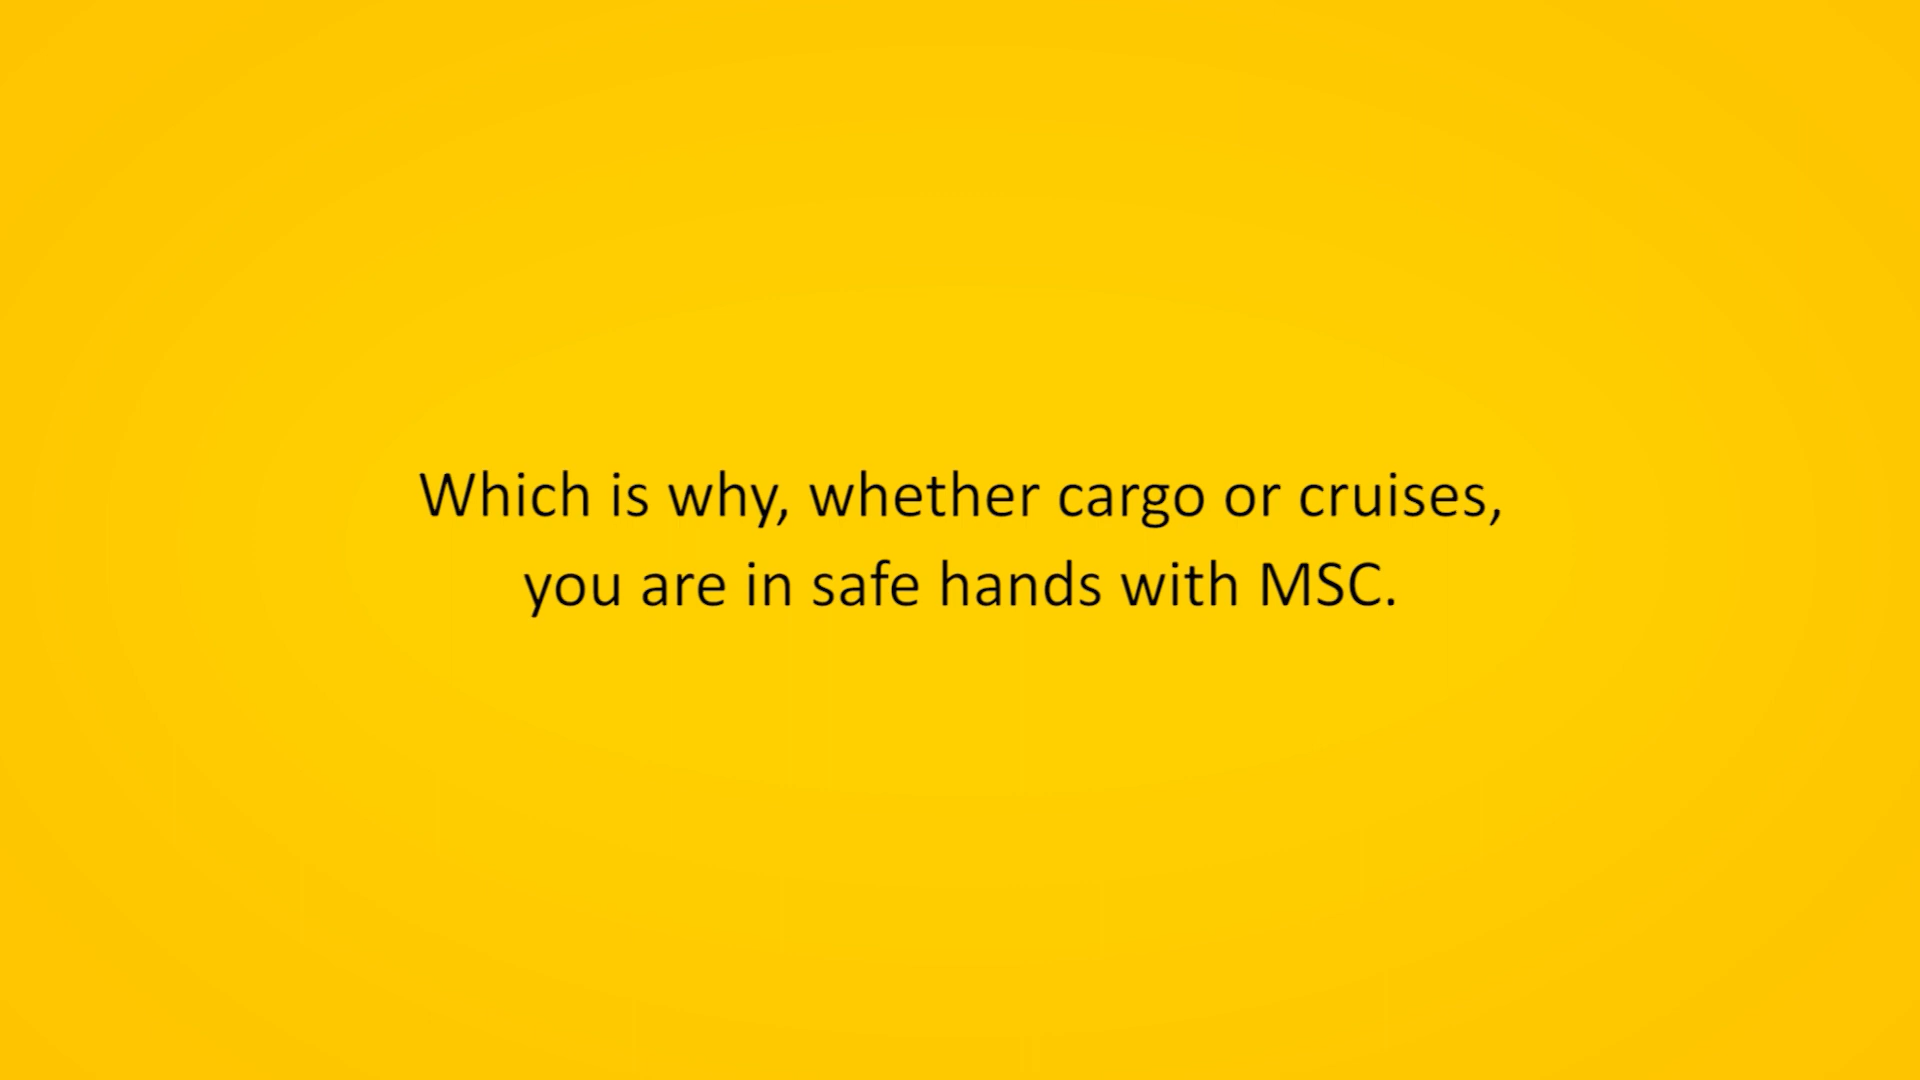 Which is why, whether cargo or cruises,
you are in safe hands with MSC.